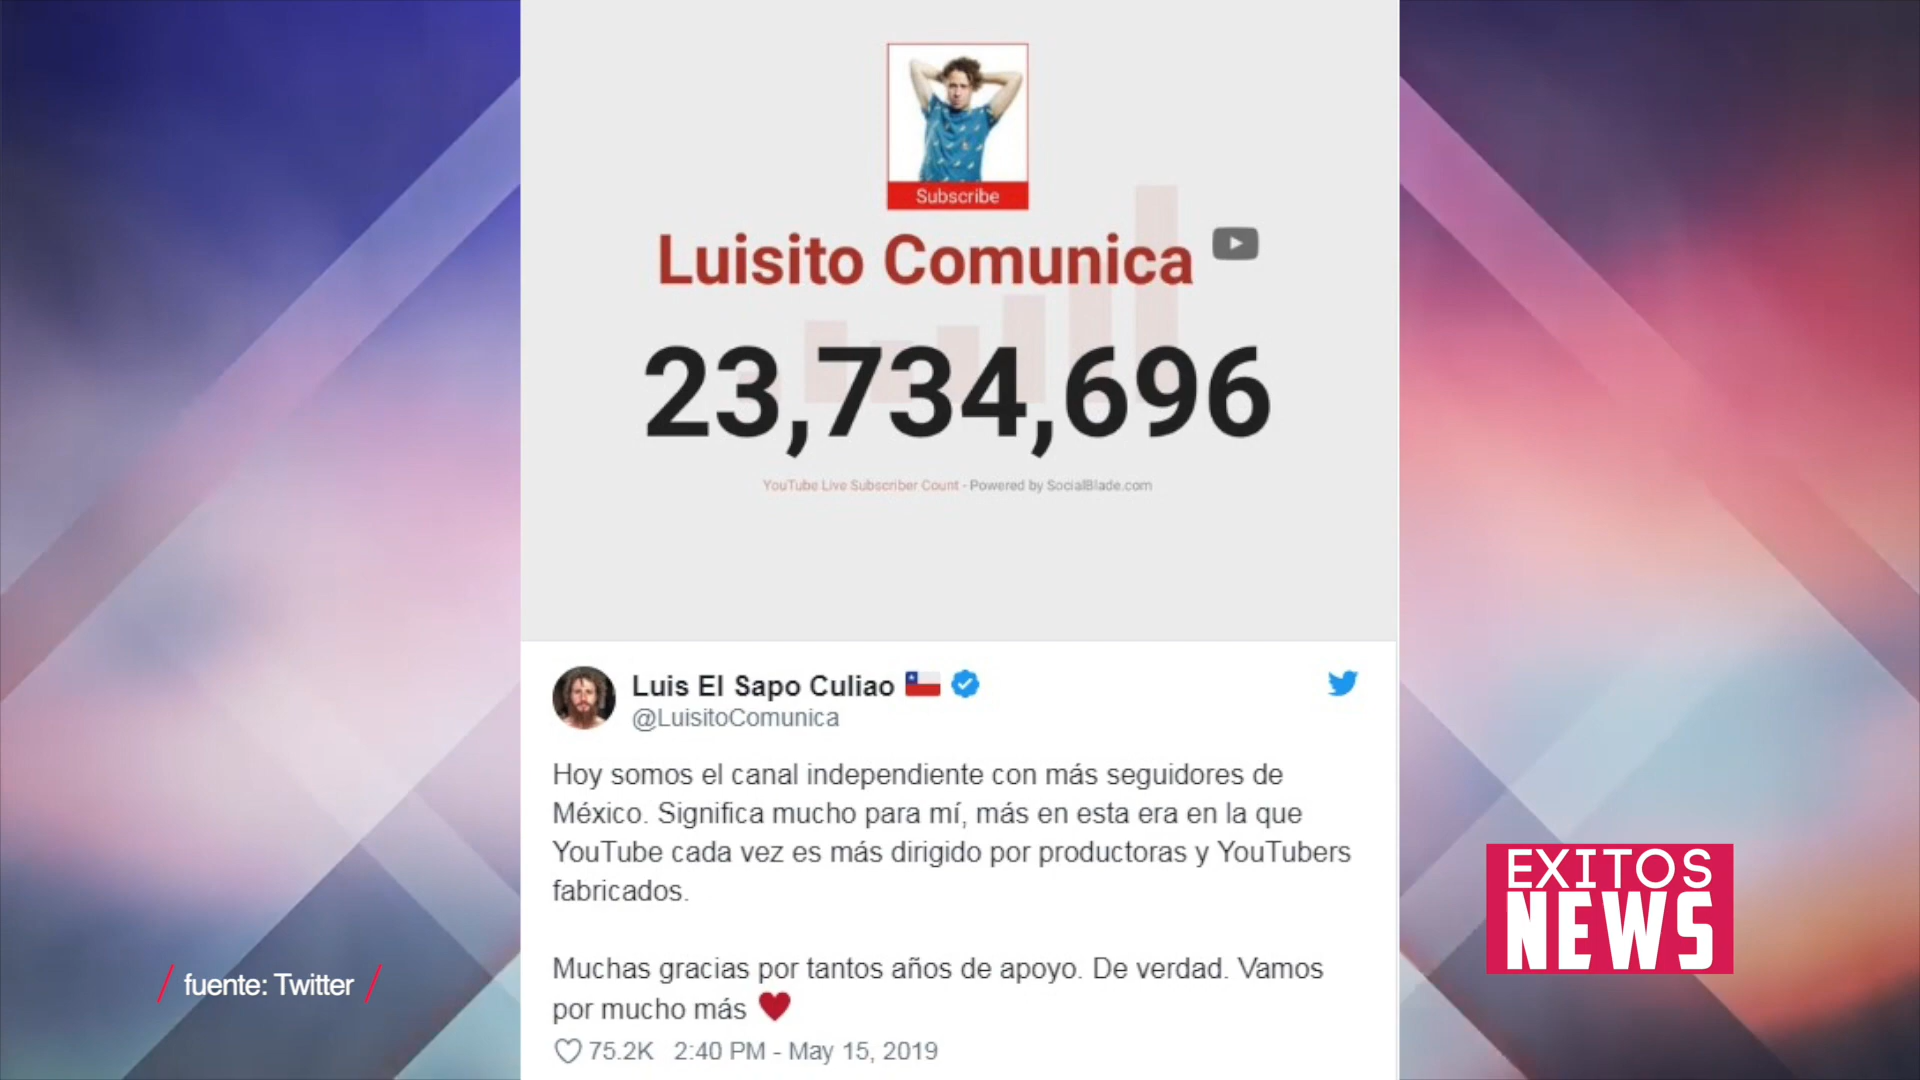 Subscribe
Luisito Comunica
23,734,696
YouTube Live Subscriber Count - Powered by SocialBlade.com
Luis El Sapo Culiao 🇨🇱
@LuisitoComunica
Hoy somos el canal independiente con más seguidores de
México. Significa mucho para mí, más en esta era en la que
YouTube cada vez es más dirigido por productoras y YouTubers
fabricados.
Muchas gracias por tantos años de apoyo. De verdad. Vamos
por mucho más ♥
75.2K 2:40 PM - May 15, 2019
/ fuente: Twitter /
EXITOS
NEWS